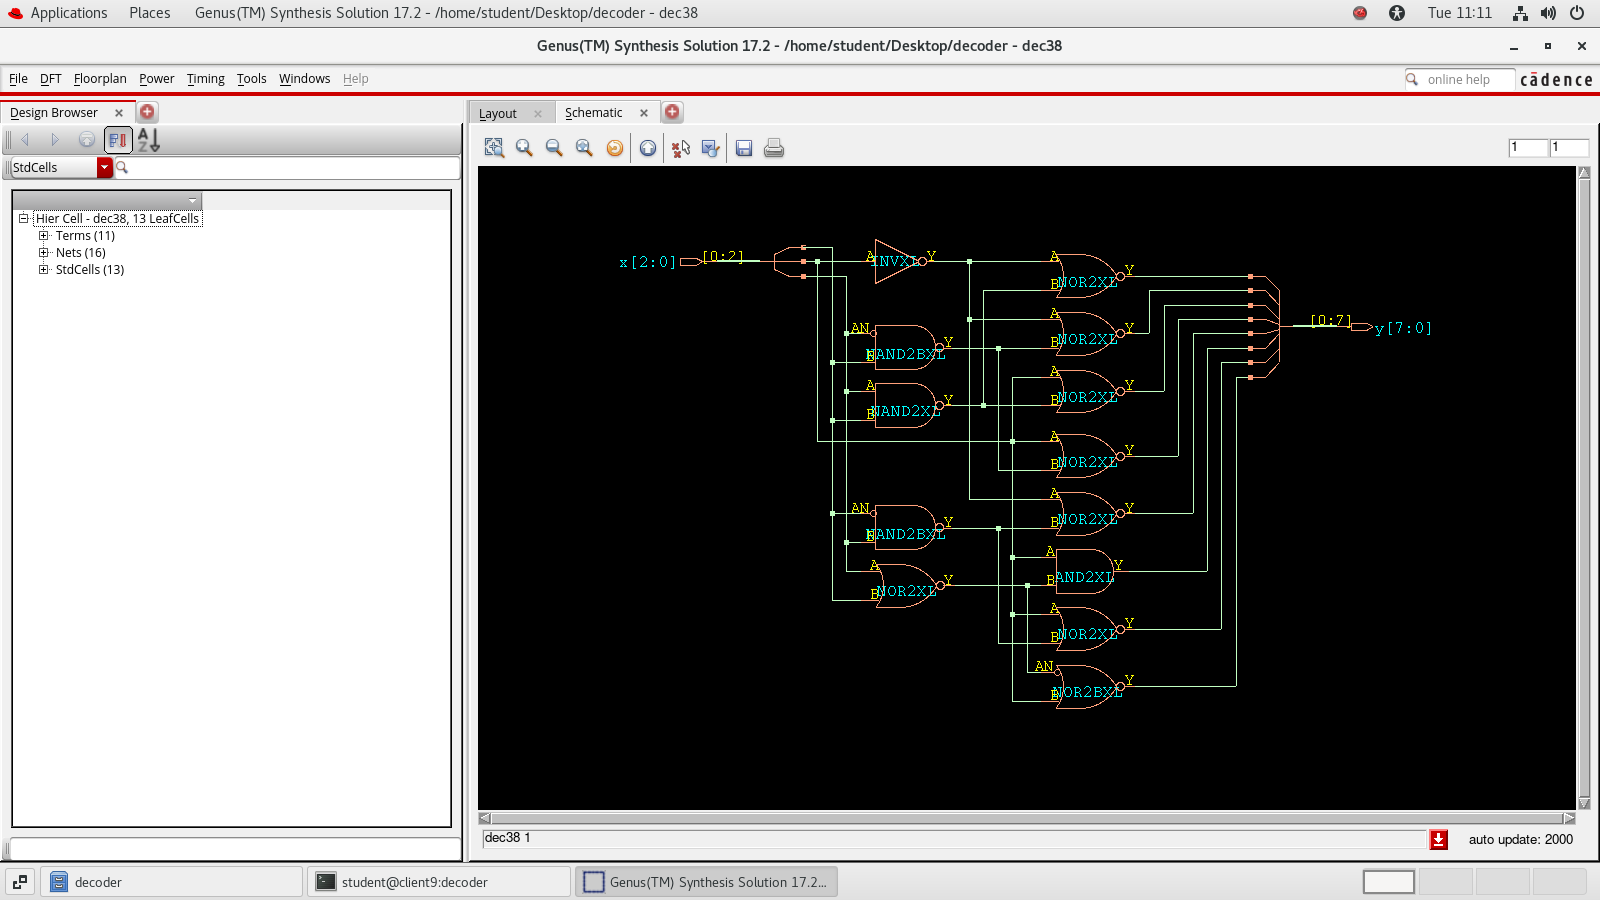 Applications Places Genus(TM) Synthesis Solution 17.2 - /home/student/Desktop/decoder - dec38 Tue 11:11
Genus(TM) Synthesis Solution 17.2 - /home/student/Desktop/decoder - dec38
File DFT Floorplan Power Timing Tools Windows Help online help cādence
Design Browser
Layout Schematic
StdCells
1 1
Hier Cell - dec38, 13 LeafCells
Terms (11)
Nets (16)
StdCells (13)
x[2:0] [0:2] A INVXL Y
A B NOR2XL Y
AN B NAND2BXL Y
A B NOR2XL Y
[0:7] y[7:0]
A B NAND2XL Y
A B NOR2XL Y
A B NOR2XL Y
AN B NAND2BXL Y
A B NOR2XL Y
A B NOR2XL Y
A B AND2XL Y
A B NOR2XL Y
AN B NOR2BXL Y
dec38 1
auto update: 2000
decoder student@client9:decoder Genus(TM) Synthesis Solution 17.2...